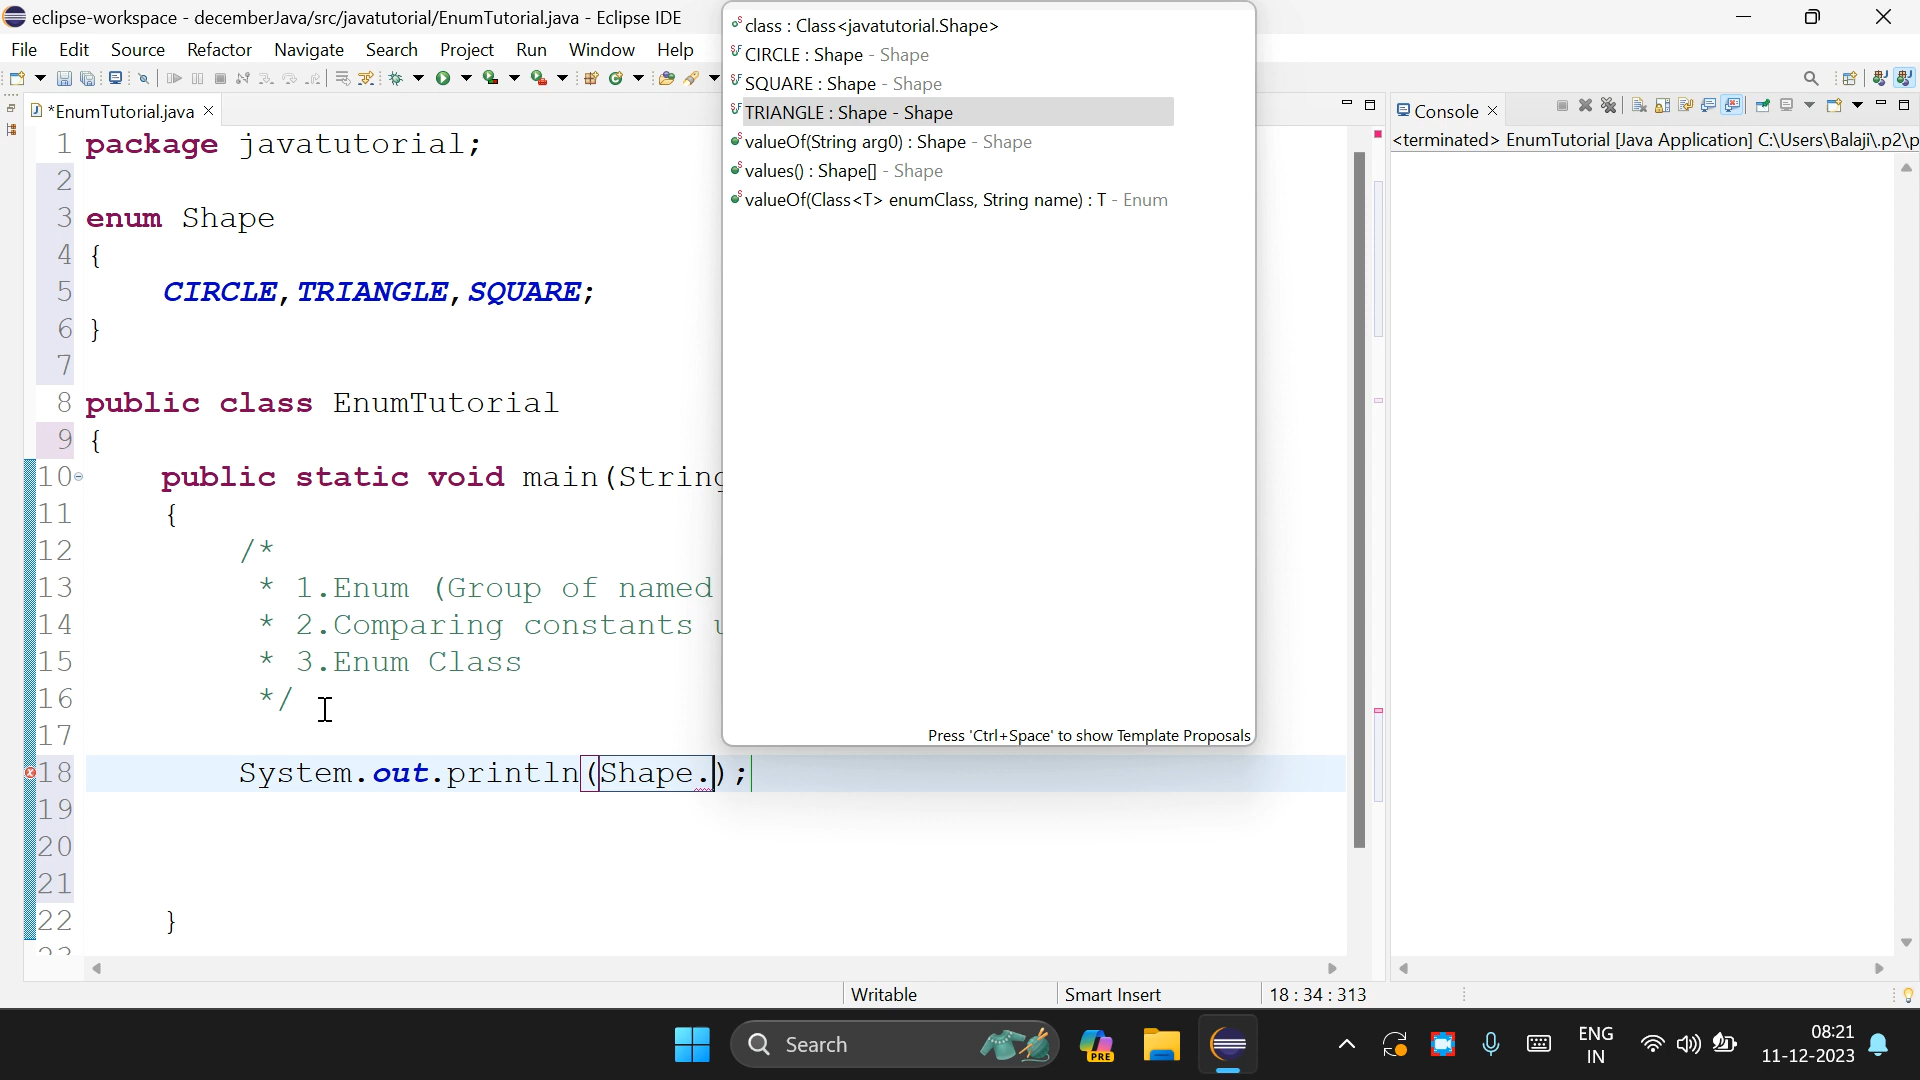 eclipse-workspace - decemberJava/src/javatutorial/EnumTutorial.java - Eclipse IDE
File Edit Source Refactor Navigate Search Project Run Window Help
*EnumTutorial.java
1 package javatutorial;
2
3 enum Shape
4 {
5 CIRCLE,TRIANGLE,SQUARE;
6 }
7
8 public class EnumTutorial
9 {
10 public static void main(String
11 {
12 /*
13 * 1.Enum (Group of named
14 * 2.Comparing constants
15 * 3.Enum Class
16 */
17
18 System.out.println(Shape.);
19
20
21
22 }
class : Class<javatutorial.Shape>
CIRCLE : Shape - Shape
SQUARE : Shape - Shape
TRIANGLE : Shape - Shape
valueOf(String arg0) : Shape - Shape
values() : Shape[] - Shape
valueOf(Class<T> enumClass, String name) : T - Enum
Press 'Ctrl+Space' to show Template Proposals
Console
<terminated> EnumTutorial [Java Application] C:\Users\Balaji\.p2\p
Writable Smart Insert 18 : 34 : 313
Search
PRE
ENG
IN
08:21
11-12-2023